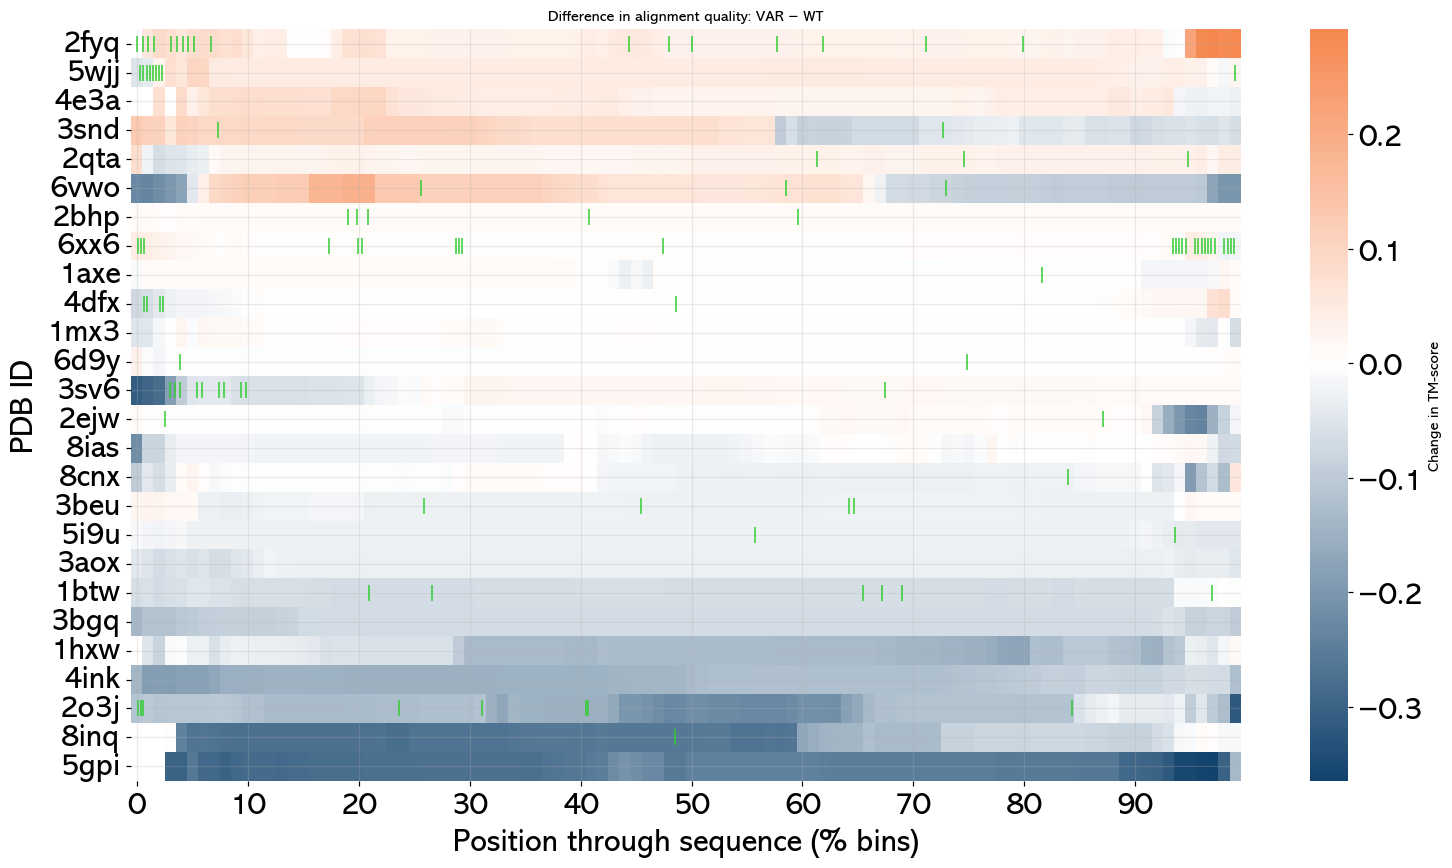 Difference in alignment quality: VAR − WT
2fyq
5wjj
4e3a
3snd
2qta
6vwo
2bhp
6xx6
1axe
4dfx
1mx3
6d9y
3sv6
2ejw
8ias
8cnx
3beu
5i9u
3aox
1btw
3bgq
1hxw
4ink
2o3j
8inq
5gpi
PDB ID
0 10 20 30 40 50 60 70 80 90
Position through sequence (% bins)
0.2
0.1
0.0
−0.1
−0.2
−0.3
Change in TM-score